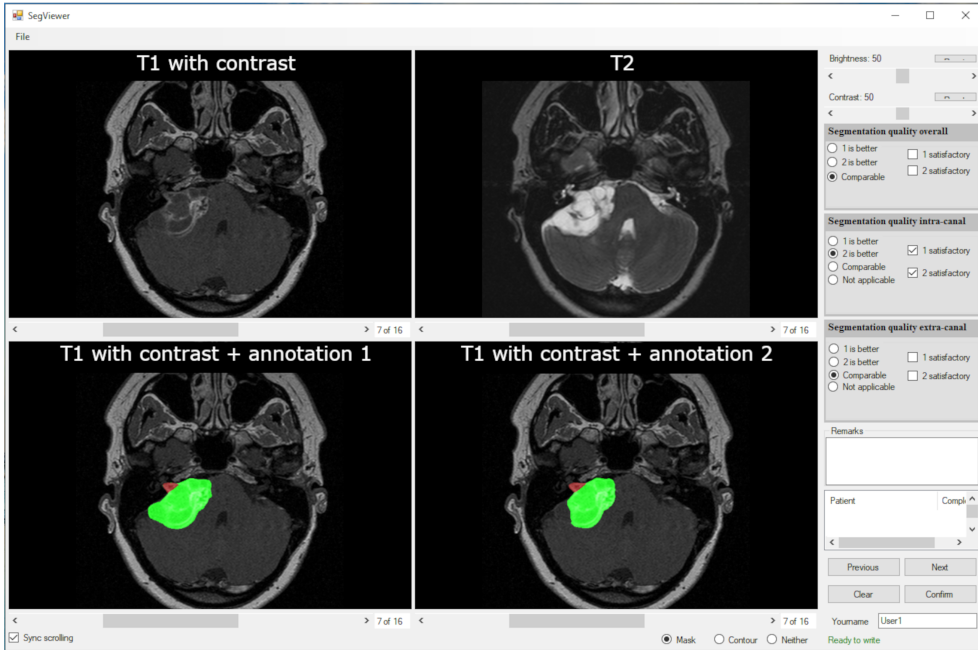 SegViewer
File
T1 with contrast
T2
7 of 16
7 of 16
T1 with contrast + annotation 1
T1 with contrast + annotation 2
7 of 16
7 of 16
Sync scrolling
Mask
Contour
Neither
Brightness: 50
Contrast: 50
Segmentation quality overall
1 is better
2 is better
Comparable
1 satisfactory
2 satisfactory
Segmentation quality intra-canal
1 is better
2 is better
Comparable
Not applicable
1 satisfactory
2 satisfactory
Segmentation quality extra-canal
1 is better
2 is better
Comparable
Not applicable
1 satisfactory
2 satisfactory
Remarks
Patient
Comple
Previous
Next
Clear
Confirm
Yourname
User1
Ready to write